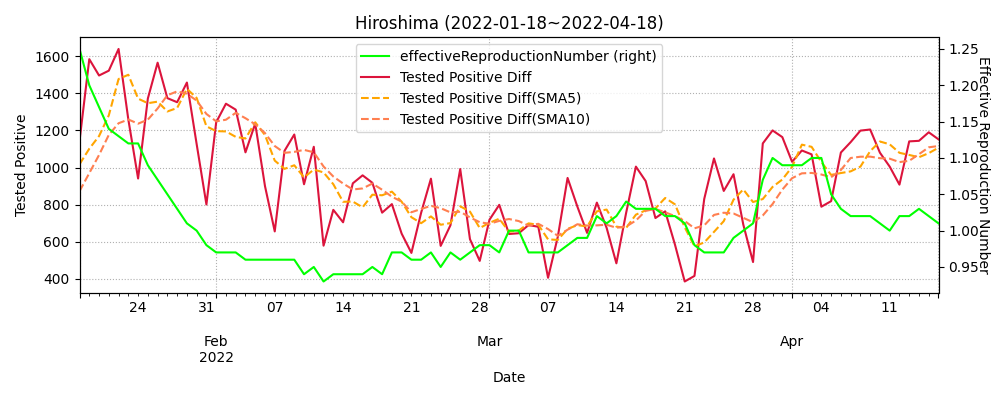 Hiroshima (2022-01-18~2022-04-18)
effectiveReproductionNumber (right)
Tested Positive Diff
Tested Positive Diff(SMA5)
Tested Positive Diff(SMA10)
Tested Positive
1600
1400
1200
1000
800
600
400
1.25
1.20
1.15
1.10
1.05
1.00
0.95
Effective Reproduction Number
24 31 07 14 21 28 07 14 21 28 04 11
Feb Mar Apr
2022
Date